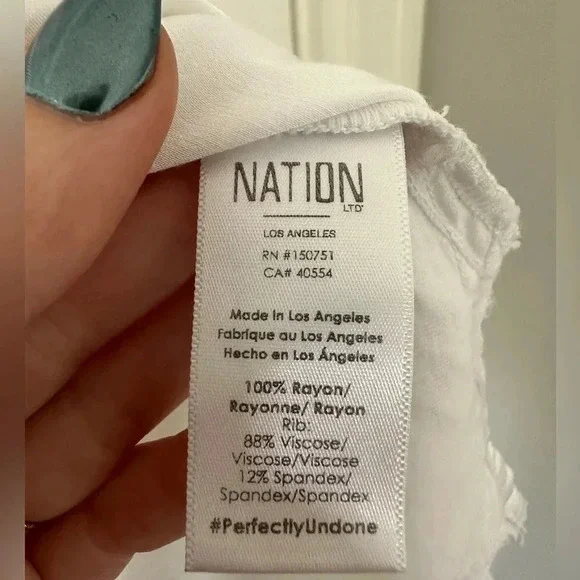 NATION
LTD
LOS ANGELES
RN #150751
CA# 40554
Made in Los Angeles
Fabrique au Los Angeles
Hecho en Los Ángeles
100% Rayon/
Rayonne/ Rayon
Rib:
88% Viscose/
Viscose/Viscose
12% Spandex/
Spandex/Spandex
#PerfectlyUndone